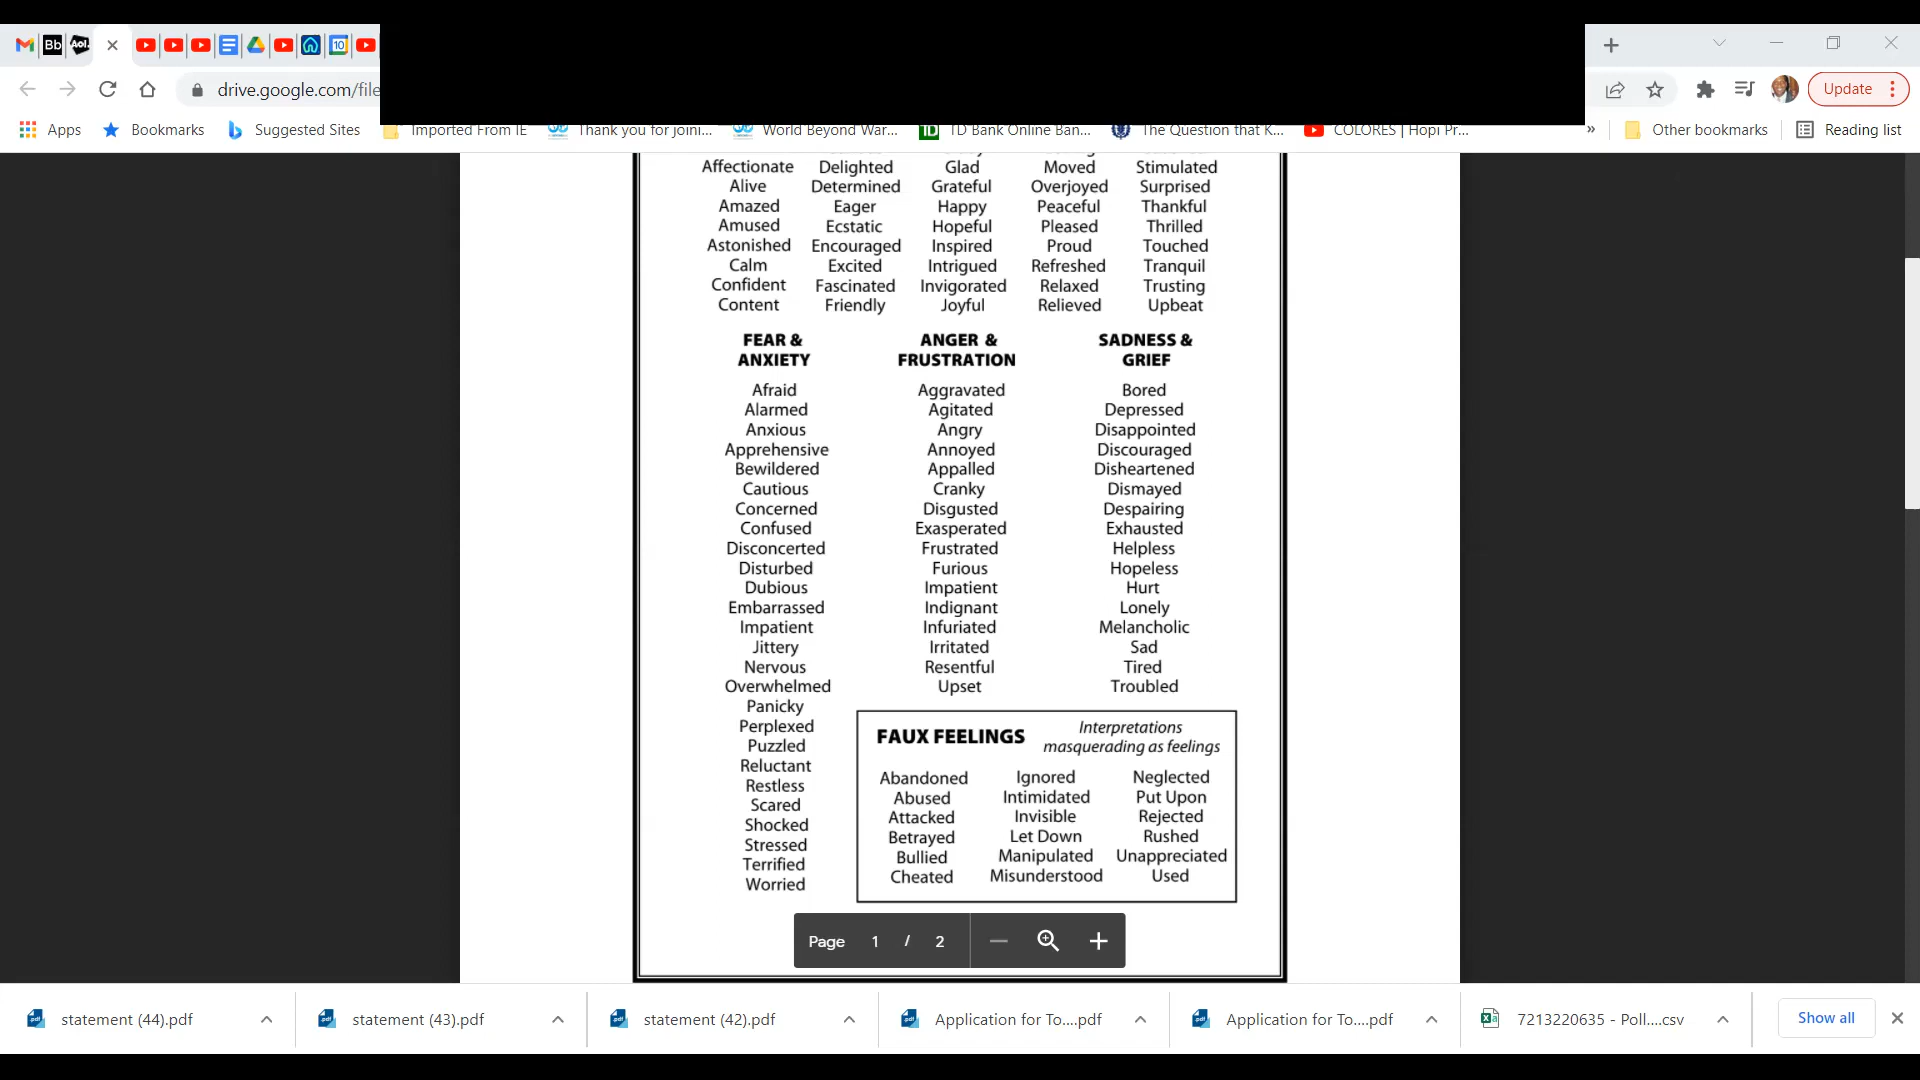 Bb Aol. 10
drive.google.com/file
Update
Apps Bookmarks Suggested Sites Imported From IE Thank you for joini... World Beyond War... TD Bank Online Ban... The Question that K... COLORES | Hopi Pr... » Other bookmarks Reading list
Affectionate Delighted Glad Moved Stimulated
Alive Determined Grateful Overjoyed Surprised
Amazed Eager Happy Peaceful Thankful
Amused Ecstatic Hopeful Pleased Thrilled
Astonished Encouraged Inspired Proud Touched
Calm Excited Intrigued Refreshed Tranquil
Confident Fascinated Invigorated Relaxed Trusting
Content Friendly Joyful Relieved Upbeat
FEAR & ANGER & SADNESS &
ANXIETY FRUSTRATION GRIEF
Afraid Aggravated Bored
Alarmed Agitated Depressed
Anxious Angry Disappointed
Apprehensive Annoyed Discouraged
Bewildered Appalled Disheartened
Cautious Cranky Dismayed
Concerned Disgusted Despairing
Confused Exasperated Exhausted
Disconcerted Frustrated Helpless
Disturbed Furious Hopeless
Dubious Impatient Hurt
Embarrassed Indignant Lonely
Impatient Infuriated Melancholic
Jittery Irritated Sad
Nervous Resentful Tired
Overwhelmed Upset Troubled
Panicky
Perplexed
Puzzled
Reluctant
Restless
Scared
Shocked
Stressed
Terrified
Worried
FAUX FEELINGS Interpretations
masquerading as feelings
Abandoned Ignored Neglected
Abused Intimidated Put Upon
Attacked Invisible Rejected
Betrayed Let Down Rushed
Bullied Manipulated Unappreciated
Cheated Misunderstood Used
Page 1 / 2
statement (44).pdf statement (43).pdf statement (42).pdf Application for To....pdf Application for To....pdf 7213220635 - Poll....csv Show all